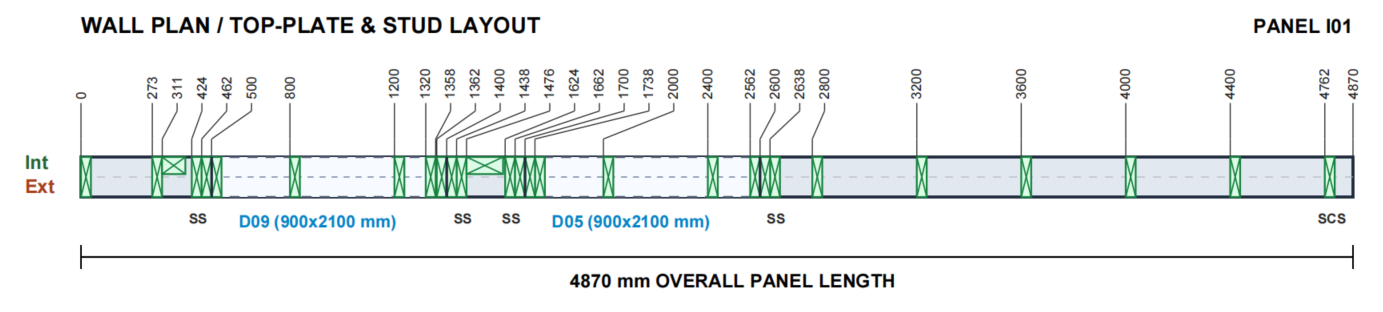 WALL PLAN / TOP-PLATE & STUD LAYOUT PANEL I01
0 273 311 424 462 500 800 1200 1320 1358 1362 1400 1438 1476 1624 1662 1700 1738 2000 2400 2562 2600 2638 2800 3200 3600 4000 4400 4762 4870
Int
Ext
SS D09 (900x2100 mm) SS SS D05 (900x2100 mm) SS SCS
4870 mm OVERALL PANEL LENGTH